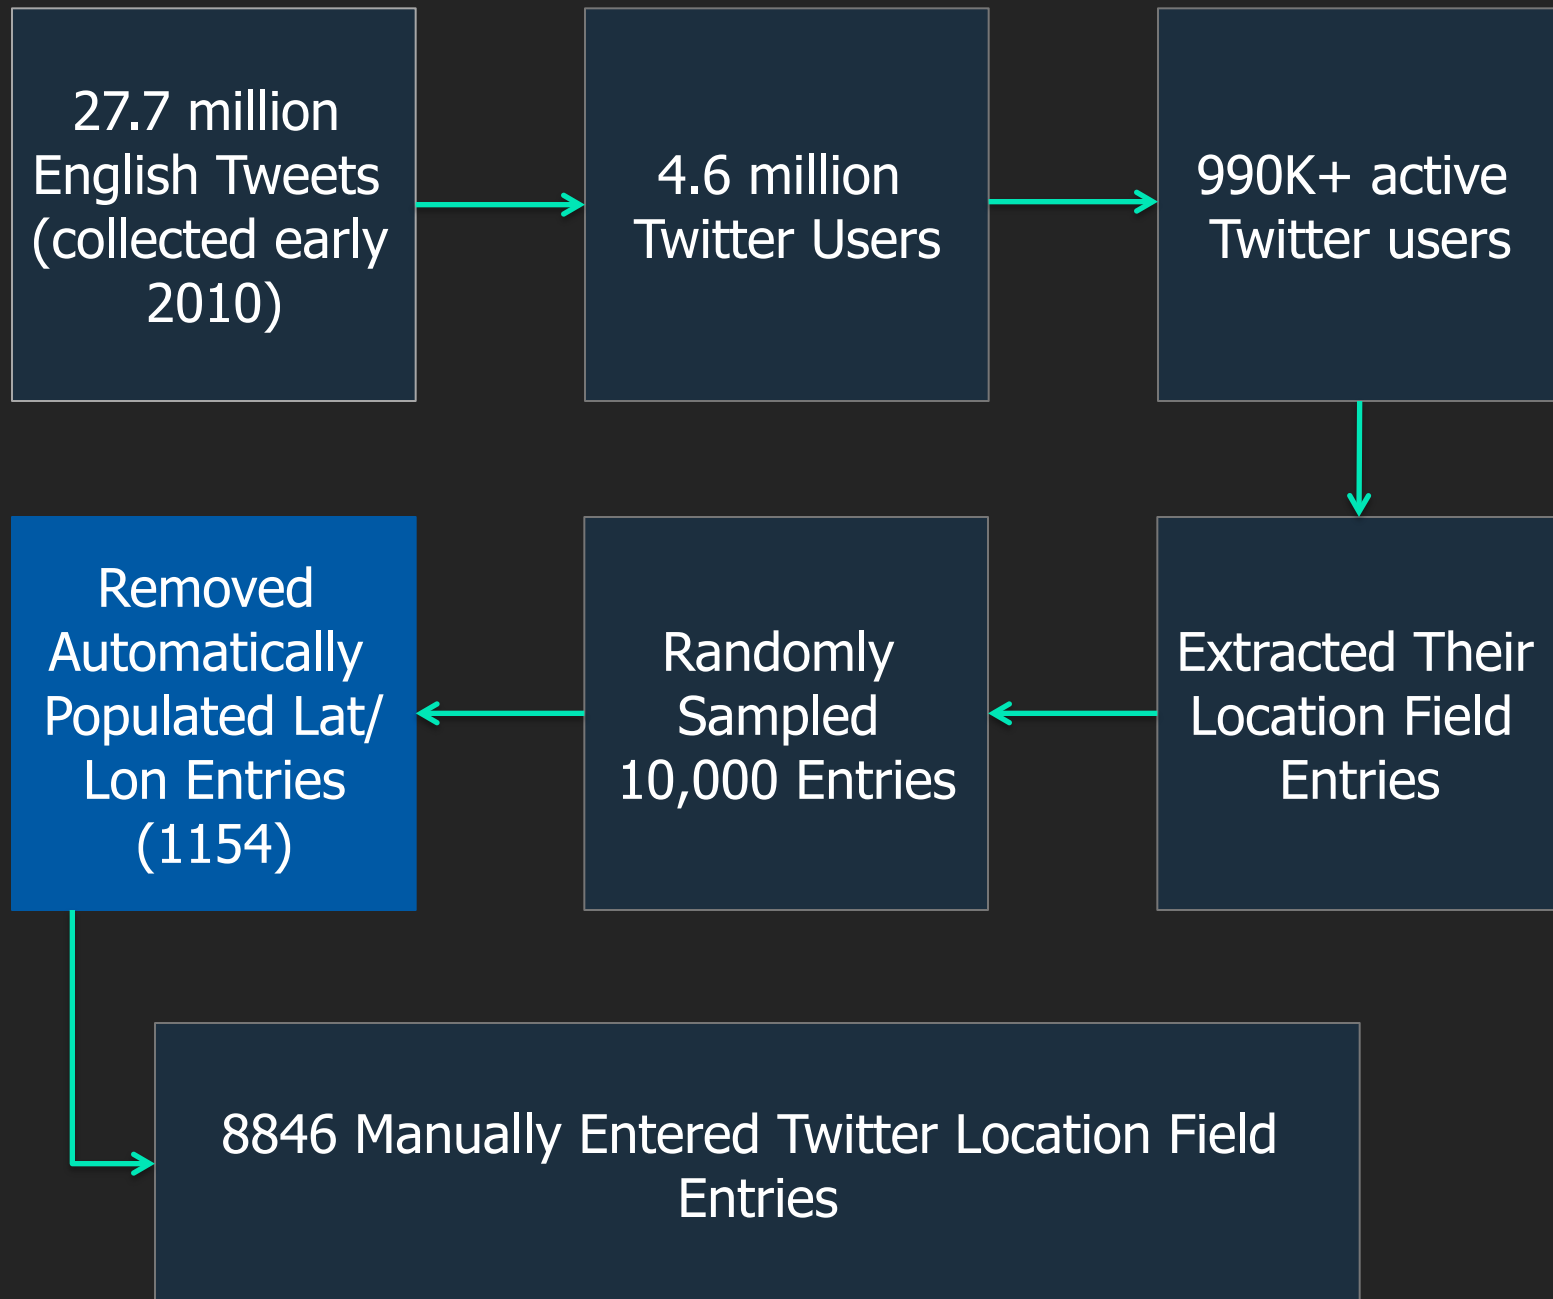 27.7 million
English Tweets
(collected early
2010)
4.6 million
Twitter Users
990K+ active
Twitter users
Extracted Their
Location Field
Entries
Randomly
Sampled
10,000 Entries
Removed
Automatically
Populated Lat/
Lon Entries
(1154)
8846 Manually Entered Twitter Location Field
Entries